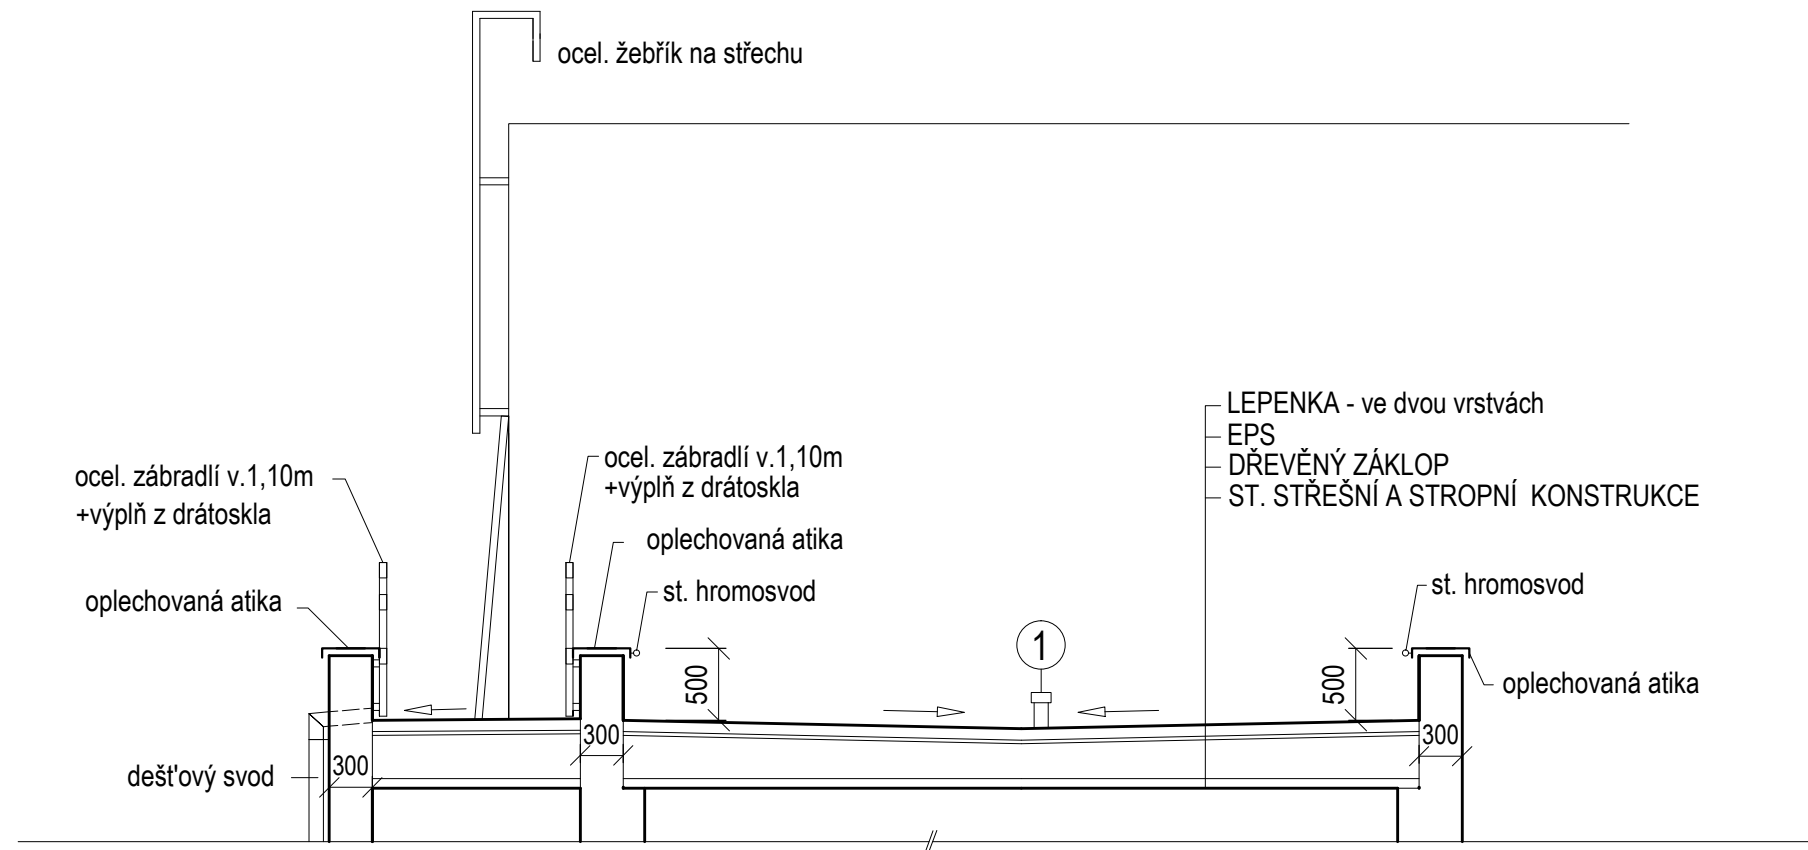 ocel. žebřík na střechu
LEPENKA - ve dvou vrstvách
EPS
DŘEVĚNÝ ZÁKLOP
ST. STŘEŠNÍ A STROPNÍ KONSTRUKCE
ocel. zábradlí v.1,10m
+výplň z drátoskla
ocel. zábradlí v.1,10m
+výplň z drátoskla
oplechovaná atika
st. hromosvod
st. hromosvod
oplechovaná atika
1
500
500
oplechovaná atika
300
300
300
dešt'ový svod